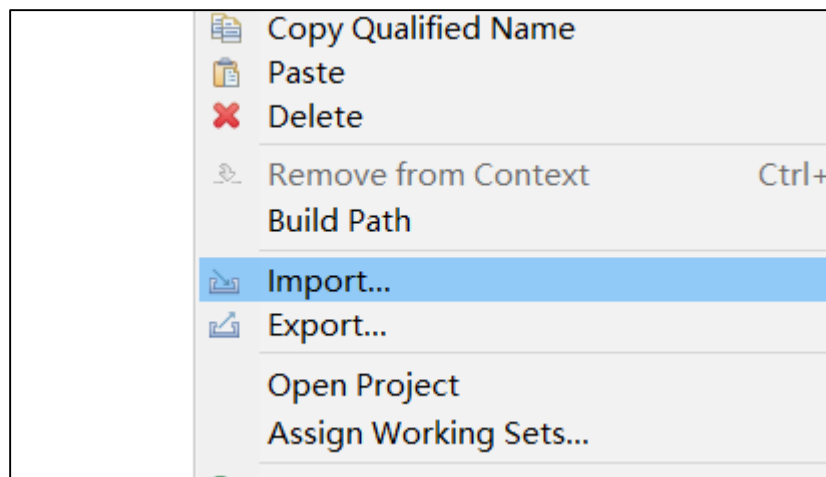 Copy Qualified Name
Paste
Delete
Remove from Context Ctrl+
Build Path
Import...
Export...
Open Project
Assign Working Sets...